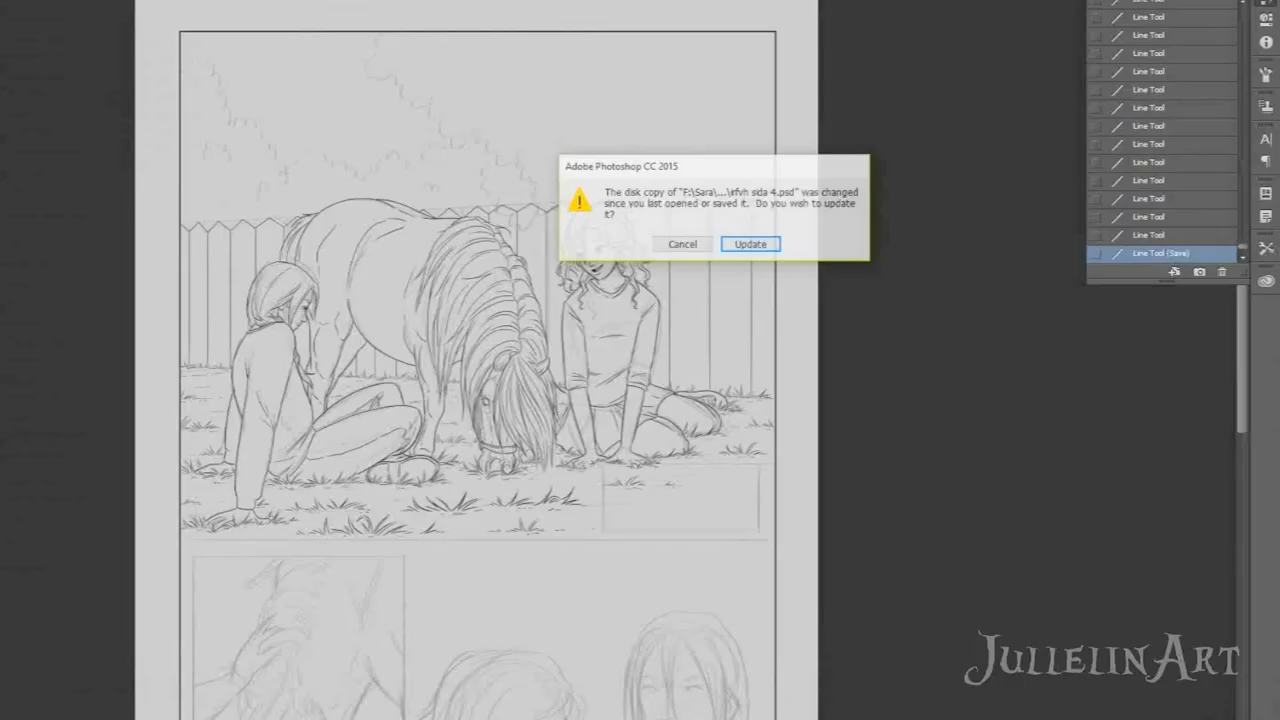 Line Tool
Line Tool
Line Tool
Line Tool
Line Tool
Line Tool
Line Tool
Line Tool
Adobe Photoshop CC 2015
Line Tool
The disk copy of "F:\Sara\...\rfvh sida 4.psd" was changed
since you last opened or saved it. Do you wish to update
it?
Line Tool
Line Tool
Line Tool
Line Tool
Cancel
Update
Line Tool (Save)
JULLELINART